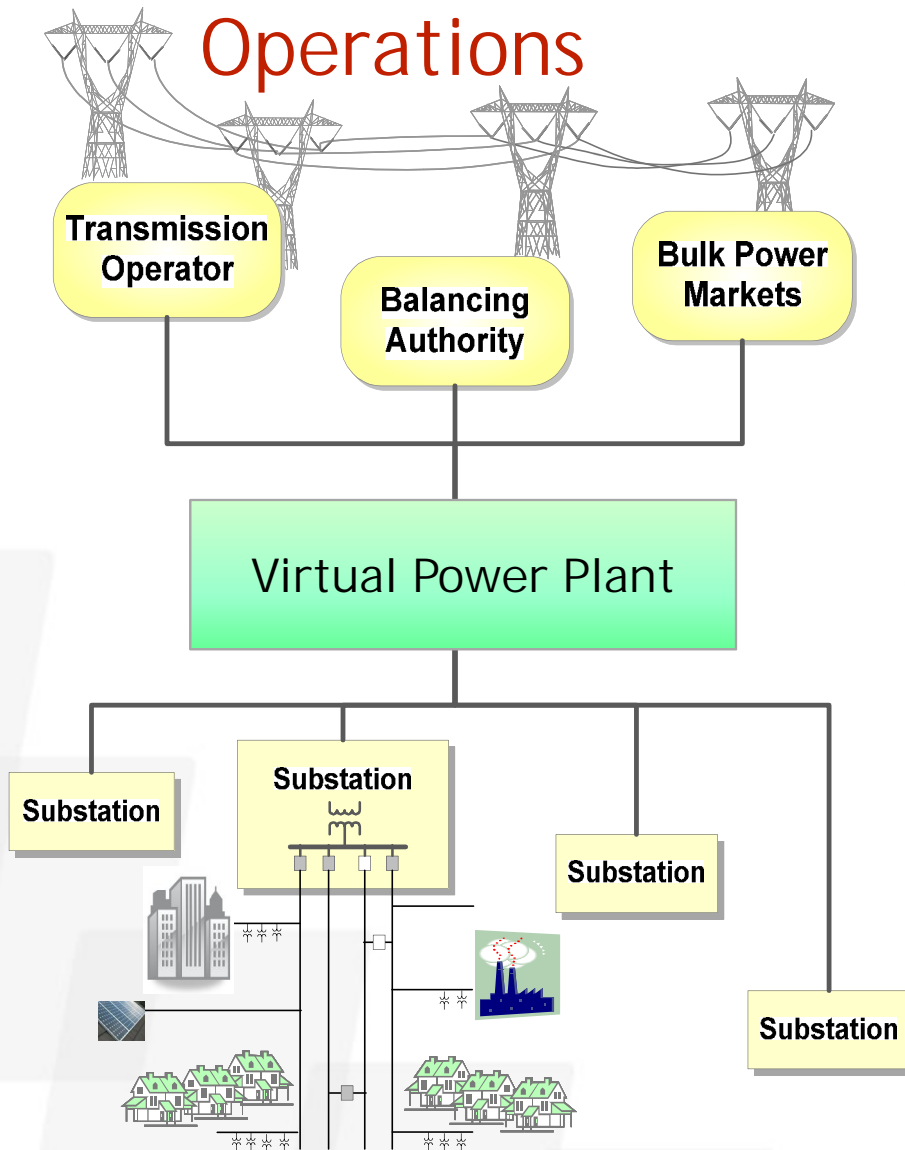 Operations
Transmission
Operator
Balancing
Authority
Bulk Power
Markets
Virtual Power Plant
Substation
Substation
Substation
Substation